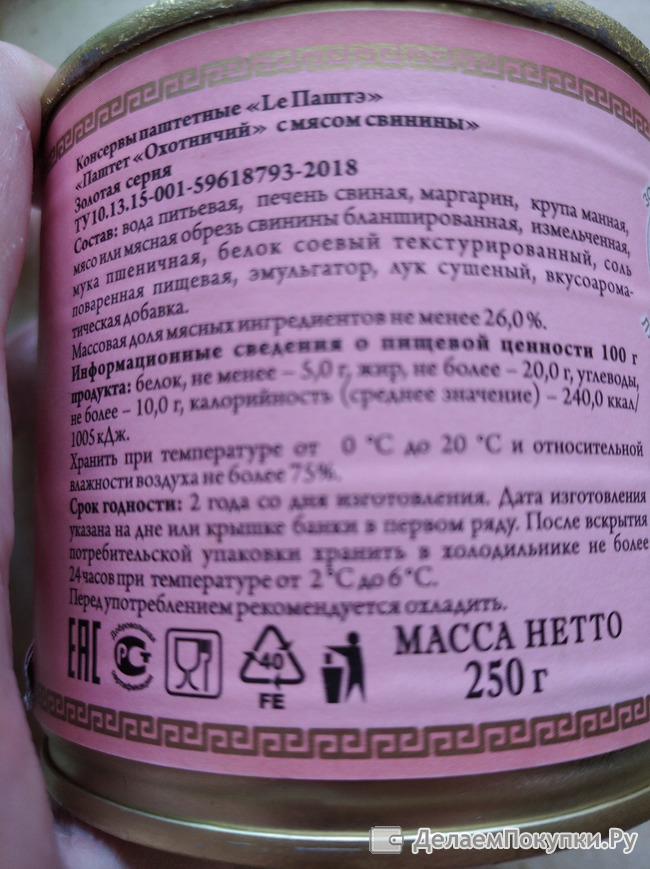 Консервы паштетные «Le Паштэ»
«Паштет «Охотничий» с мясом свинины»
Золотая серия
ТУ10.13.15-001-59618793-2018
Состав: вода питьевая, печень свиная, маргарин, крупа манная,
мясо или мясная обрезь свинины бланшированная, измельченная,
мука пшеничная, белок соевый текстурированный, соль
поваренная пищевая, эмульгатор, лук сушеный, вкусоарома-
тическая добавка.
Массовая доля мясных ингредиентов не менее 26,0%.
Информационные сведения о пищевой ценности 100 г
продукта: белок, не менее – 5,0 г, жир, не более – 20,0 г, углеводы,
не более – 10,0 г, калорийность (среднее значение) – 240,0 ккал/
1005 кДж.
Хранить при температуре от 0 °С до 20 °С и относительной
влажности воздуха не более 75%.
Срок годности: 2 года со дня изготовления. Дата изготовления
указана на дне или крышке банки в первом ряду. После вскрытия
потребительской упаковки хранить в холодильнике не более
24 часов при температуре от 2°С до 6°С.
Перед употреблением рекомендуется охладить.
ЕАС
РСТ
40
FE
МАССА НЕТТО
250 г
ДелаемПокупки.Ру